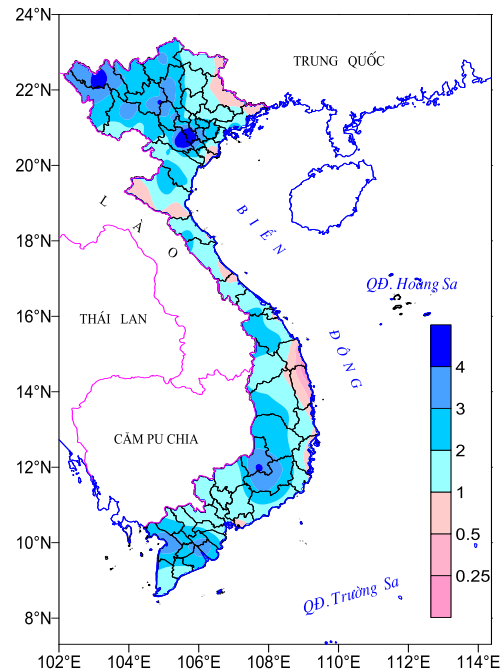 24°N
TRUNG QUỐC
22°N
20°N
LÀO
BIỂN
18°N
QĐ. Hoàng Sa
16°N
THÁI LAN
ĐÔNG
4
14°N
3
CĂM PU CHIA
2
12°N
1
0.5
10°N
0.25
QĐ. Trường Sa
8°N
102°E 104°E 106°E 108°E 110°E 112°E 114°E